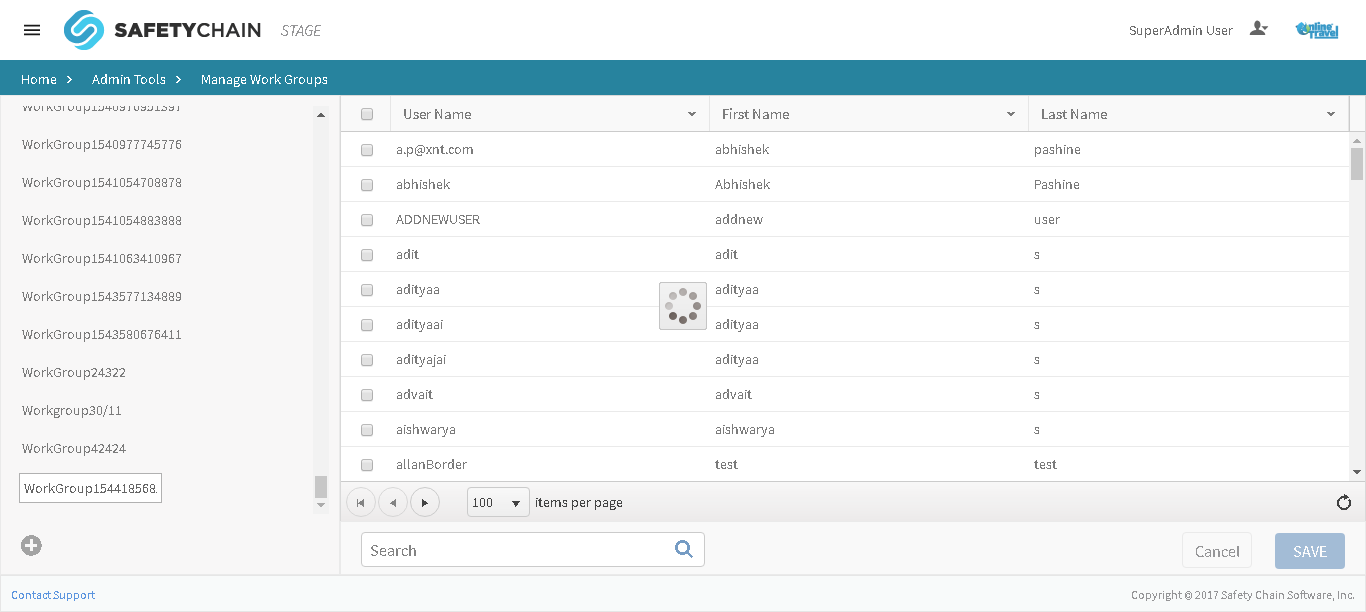 SAFETYCHAIN STAGE
SuperAdmin User
Online Travel
Home > Admin Tools > Manage Work Groups
WorkGroup1540976951397
WorkGroup1540977745776
WorkGroup1541054708878
WorkGroup1541054883888
WorkGroup1541063410967
WorkGroup1543577134889
WorkGroup1543580676411
WorkGroup24322
Workgroup30/11
WorkGroup42424
WorkGroup154418568
User Name First Name Last Name
a.p@xnt.com abhishek pashine
abhishek Abhishek Pashine
ADDNEWUSER addnew user
adit adit s
adityaa adityaa s
adityaai adityaa s
adityajai adityaa s
advait advait s
aishwarya aishwarya s
allanBorder test test
100 items per page
Search
Cancel SAVE
Contact Support
Copyright © 2017 Safety Chain Software, Inc.